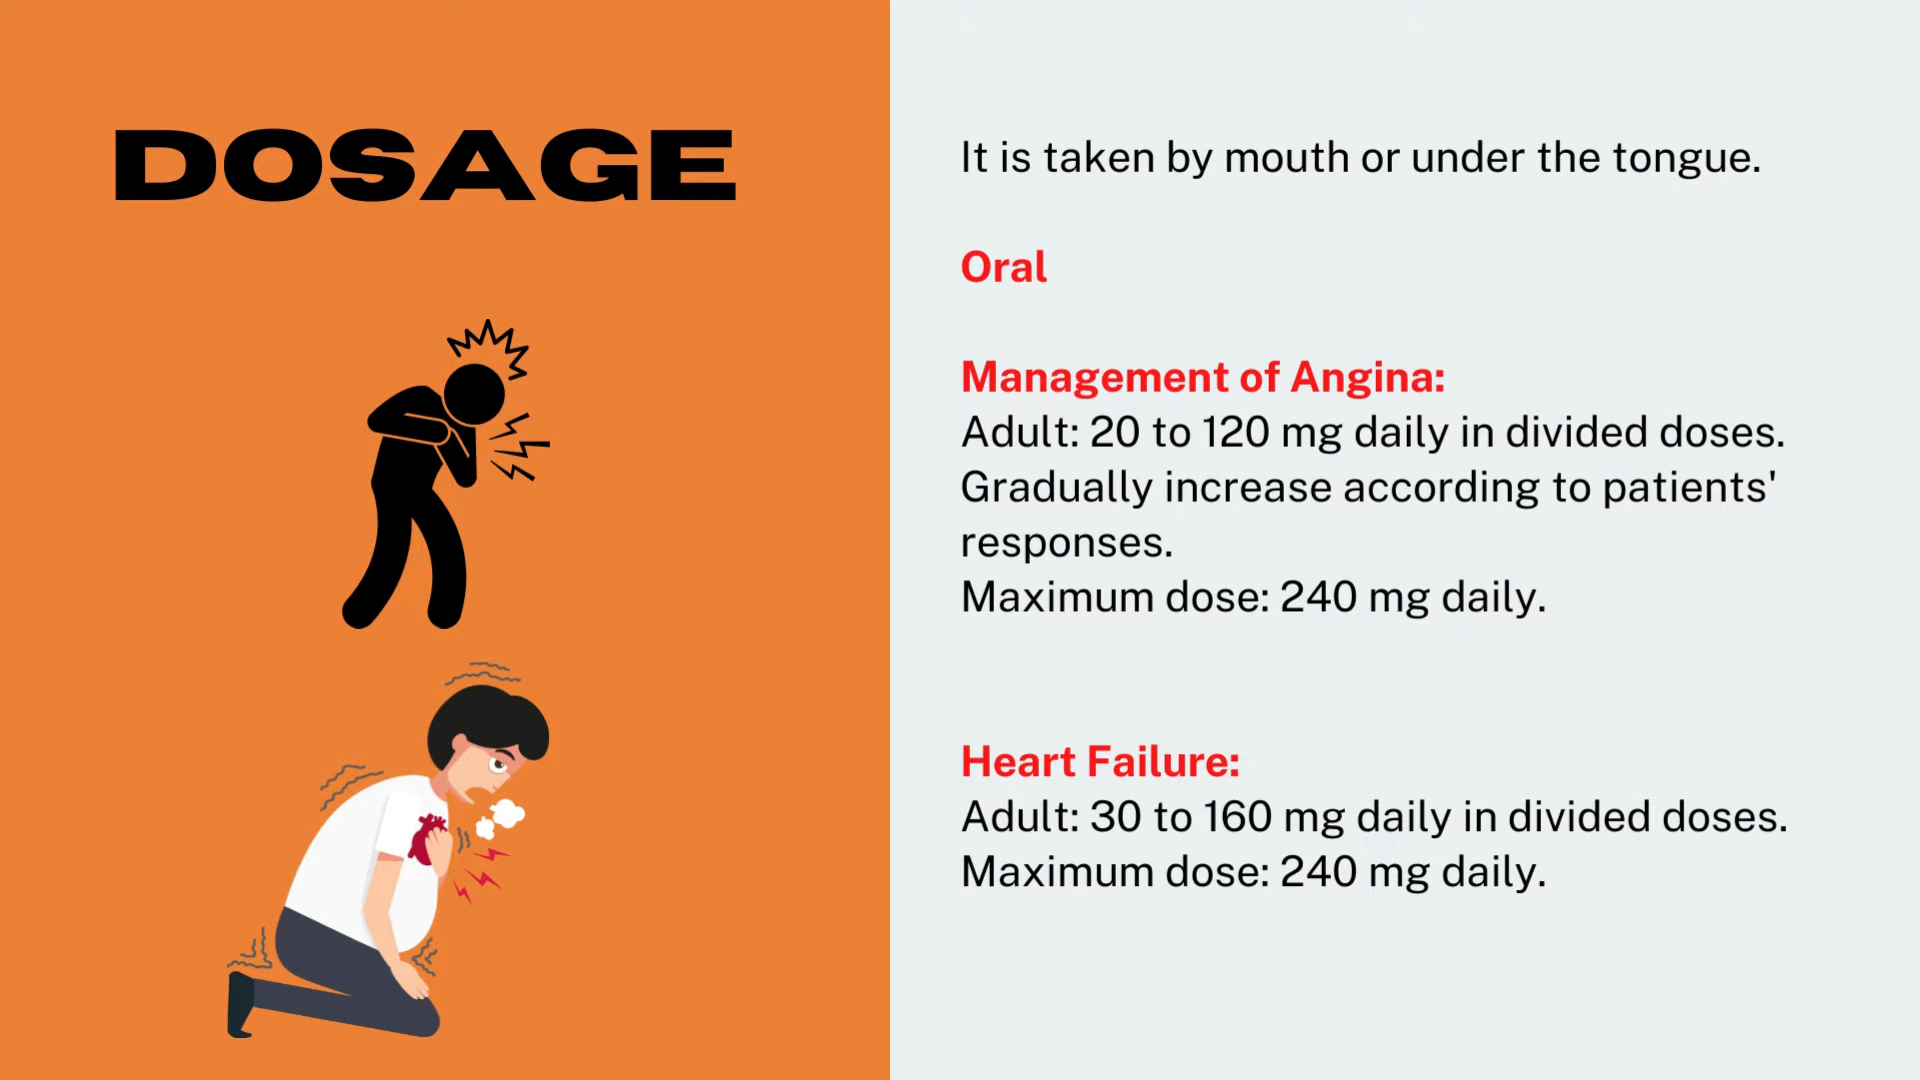 DOSAGE
It is taken by mouth or under the tongue.
Oral
Management of Angina:
Adult: 20 to 120 mg daily in divided doses.
Gradually increase according to patients'
responses.
Maximum dose: 240 mg daily.
Heart Failure:
Adult: 30 to 160 mg daily in divided doses.
Maximum dose: 240 mg daily.